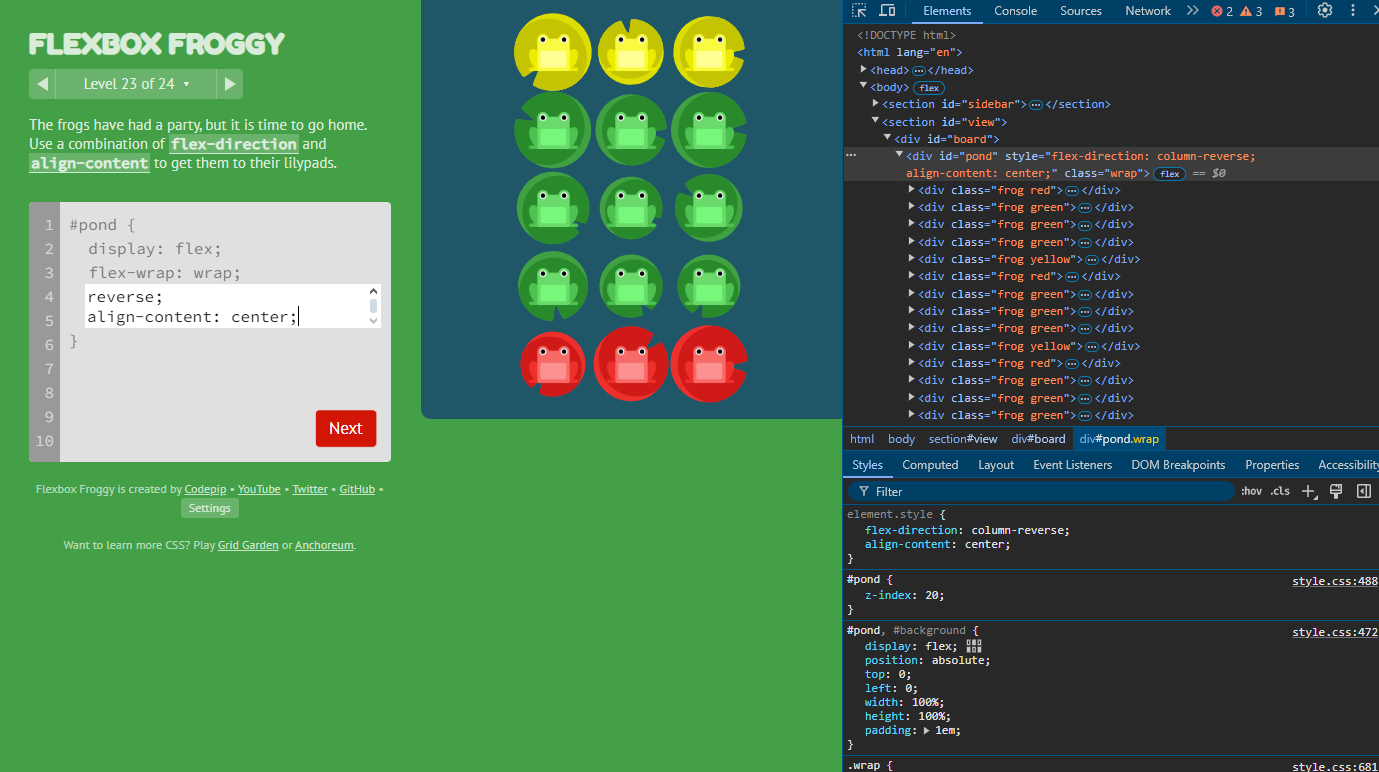 FLEXBOX FROGGY
◀ Level 23 of 24 ▾ ▶
The frogs have had a party, but it is time to go home.
Use a combination of flex-direction and
align-content to get them to their lilypads.
1 #pond {
2 display: flex;
3 flex-wrap: wrap;
4 reverse;
5 align-content: center;
6 }
7
8
9
10
Next
Flexbox Froggy is created by Codepip • YouTube • Twitter • GitHub •
Settings
Want to learn more CSS? Play Grid Garden or Anchoreum.
Elements Console Sources Network 2 3 3
<!DOCTYPE html>
<html lang="en">
<head>…</head>
<body> flex
<section id="sidebar">…</section>
<section id="view">
<div id="board">
<div id="pond" style="flex-direction: column-reverse;
align-content: center;" class="wrap"> flex == $0
<div class="frog red">…</div>
<div class="frog green">…</div>
<div class="frog green">…</div>
<div class="frog green">…</div>
<div class="frog yellow">…</div>
<div class="frog red">…</div>
<div class="frog green">…</div>
<div class="frog green">…</div>
<div class="frog green">…</div>
<div class="frog yellow">…</div>
<div class="frog red">…</div>
<div class="frog green">…</div>
<div class="frog green">…</div>
<div class="frog green">…</div>
html body section#view div#board div#pond.wrap
Styles Computed Layout Event Listeners DOM Breakpoints Properties Accessibility
Filter :hov .cls
element.style {
flex-direction: column-reverse;
align-content: center;
}
#pond { style.css:488
z-index: 20;
}
#pond, #background { style.css:472
display: flex;
position: absolute;
top: 0;
left: 0;
width: 100%;
height: 100%;
padding: ▶ 1em;
}
.wrap { style.css:681